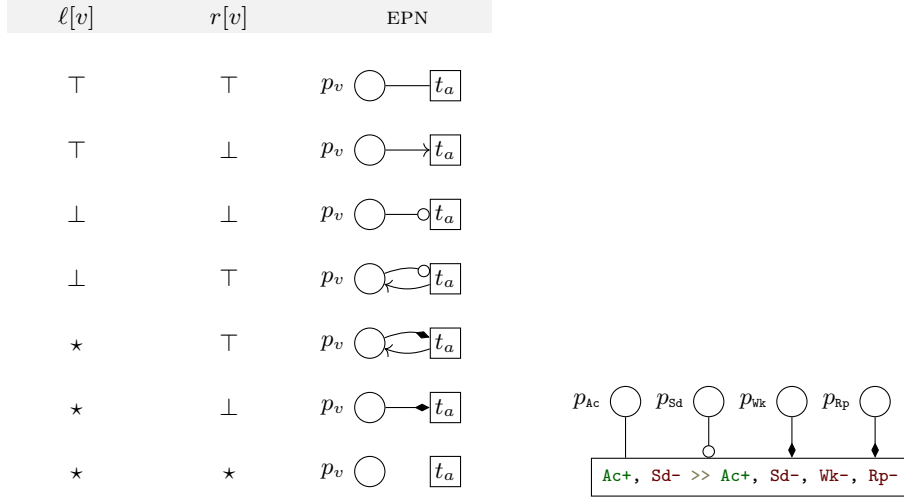 ℓ[v] r[v] EPN
⊤ ⊤ p_v t_a
⊤ ⊥ p_v t_a
⊥ ⊥ p_v t_a
⊥ ⊤ p_v t_a
⋆ ⊤ p_v t_a
⋆ ⊥ p_v t_a
⋆ ⋆ p_v t_a
p_Ac p_Sd p_Wk p_Rp
Ac+, Sd- >> Ac+, Sd-, Wk-, Rp-